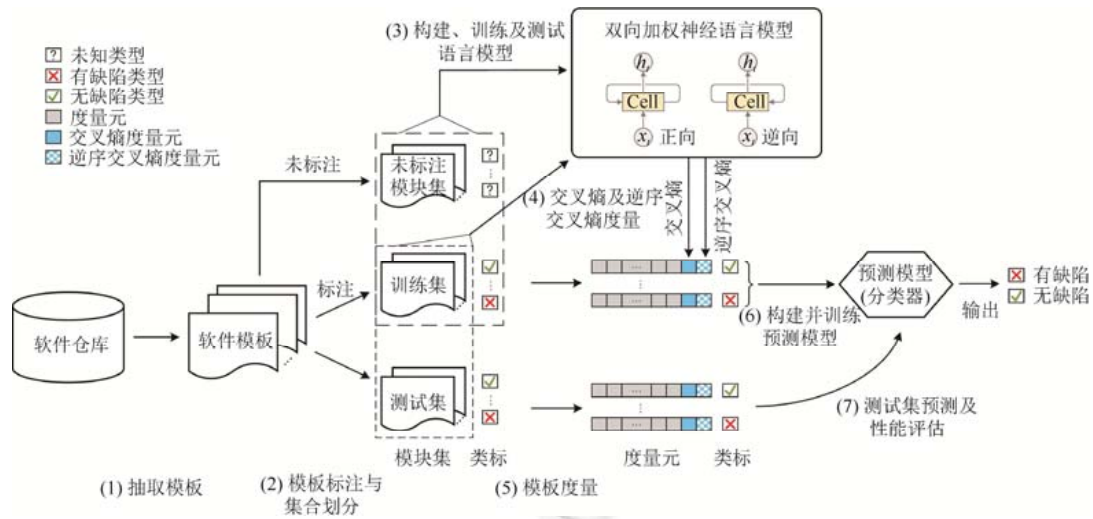 (3) 构建、训练及测试
语言模型
双向加权神经语言模型
? 未知类型
有缺陷类型
无缺陷类型
度量元
交叉熵度量元
逆序交叉熵度量元
ht
hi
Cell
Cell
xt 正向
xi 逆向
未标注
未标注
模块集
?
⋮
?
(4) 交叉熵及逆序
交叉熵度量
交叉熵
逆序交叉熵
软件仓库
软件模板
标注
训练集
⋮
...
⋮
(6) 构建并训练
预测模型
预测模型
(分类器)
输出
有缺陷
无缺陷
测试集
⋮
...
...
⋮
...
(7) 测试集预测及
性能评估
模块集
类标
度量元
类标
(1) 抽取模板
(2) 模板标注与
集合划分
(5) 模板度量